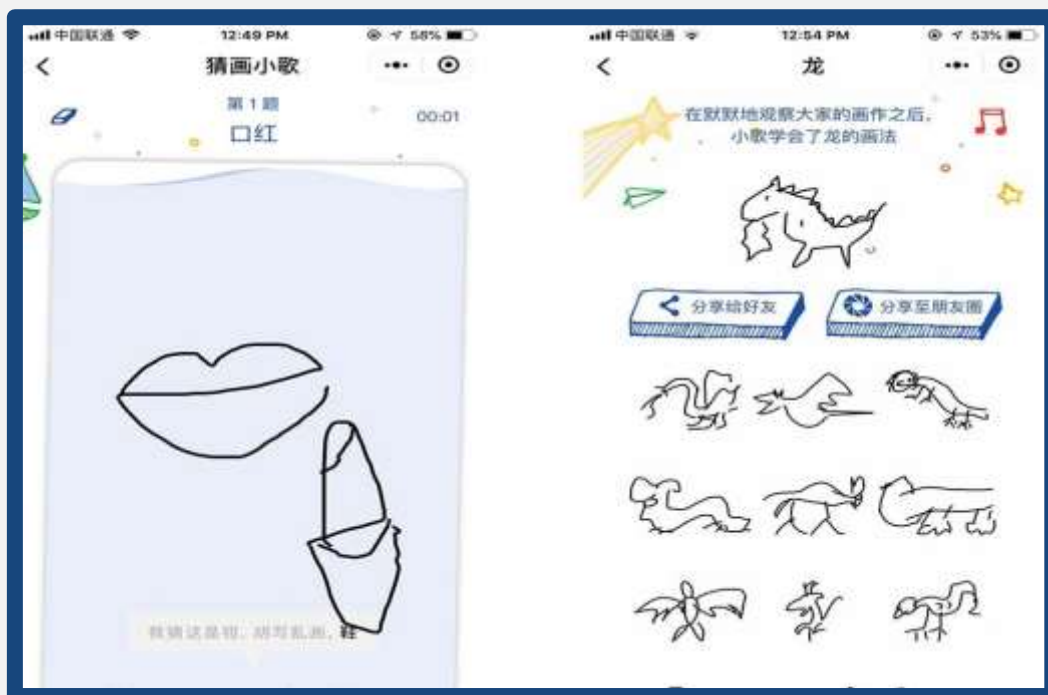 中国联通
12:49 PM
58%
猜画小歌
第 1 题
口红
00:01
我猜这是钳，胡写乱画，鞋
中国联通
12:54 PM
53%
龙
在默默地观察大家的画作之后，
小歌学会了龙的画法
分享给好友
分享至朋友圈